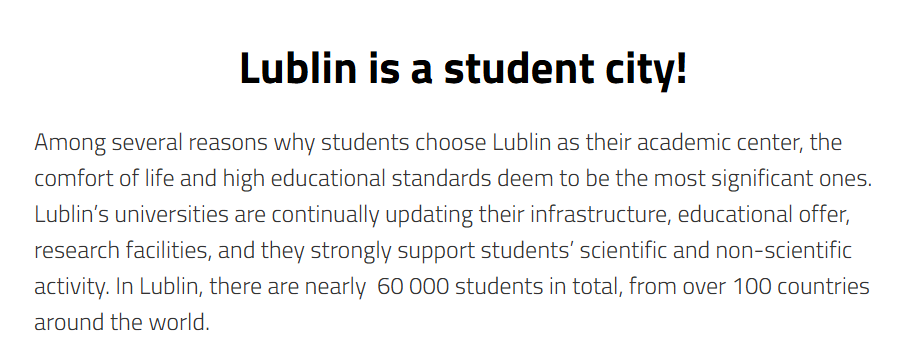 Lublin is a student city!
Among several reasons why students choose Lublin as their academic center, the
comfort of life and high educational standards deem to be the most significant ones.
Lublin’s universities are continually updating their infrastructure, educational offer,
research facilities, and they strongly support students’ scientific and non-scientific
activity. In Lublin, there are nearly  60 000 students in total, from over 100 countries
around the world.